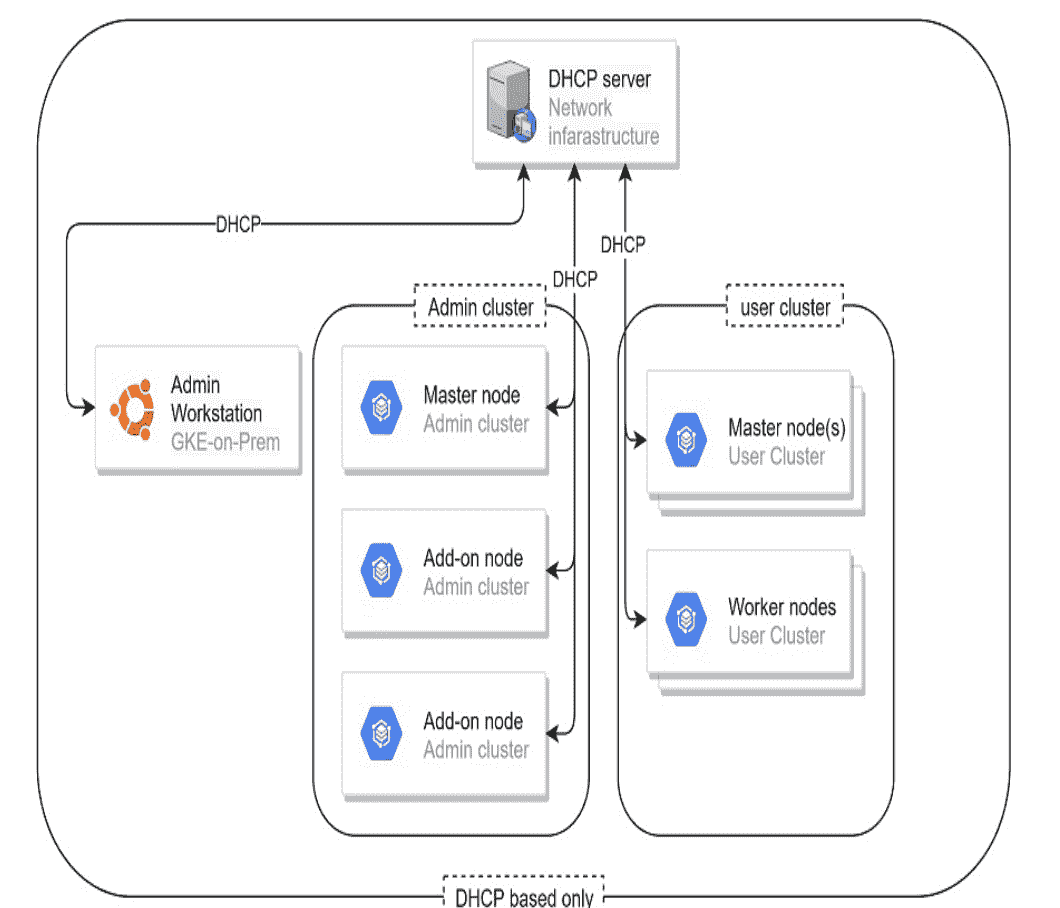 DHCP server
Network
infarastructure
DHCP
DHCP
DHCP
Admin cluster
user cluster
Admin
Workstation
GKE-on-Prem
Master node
Admin cluster
Master node(s)
User Cluster
Add-on node
Admin cluster
Worker nodes
User Cluster
Add-on node
Admin cluster
DHCP based only